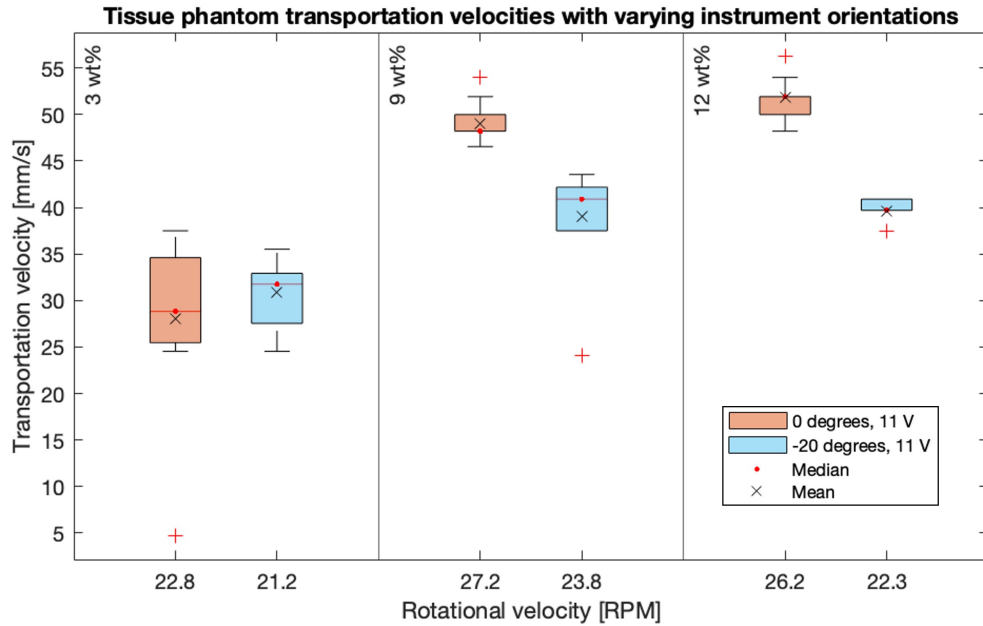 Tissue phantom transportation velocities with varying instrument orientations
3 wt%
9 wt%
12 wt%
Transportation velocity [mm/s]
55
50
45
40
35
30
25
20
15
10
5
0 degrees, 11 V
-20 degrees, 11 V
Median
Mean
22.8 21.2 27.2 23.8 26.2 22.3
Rotational velocity [RPM]